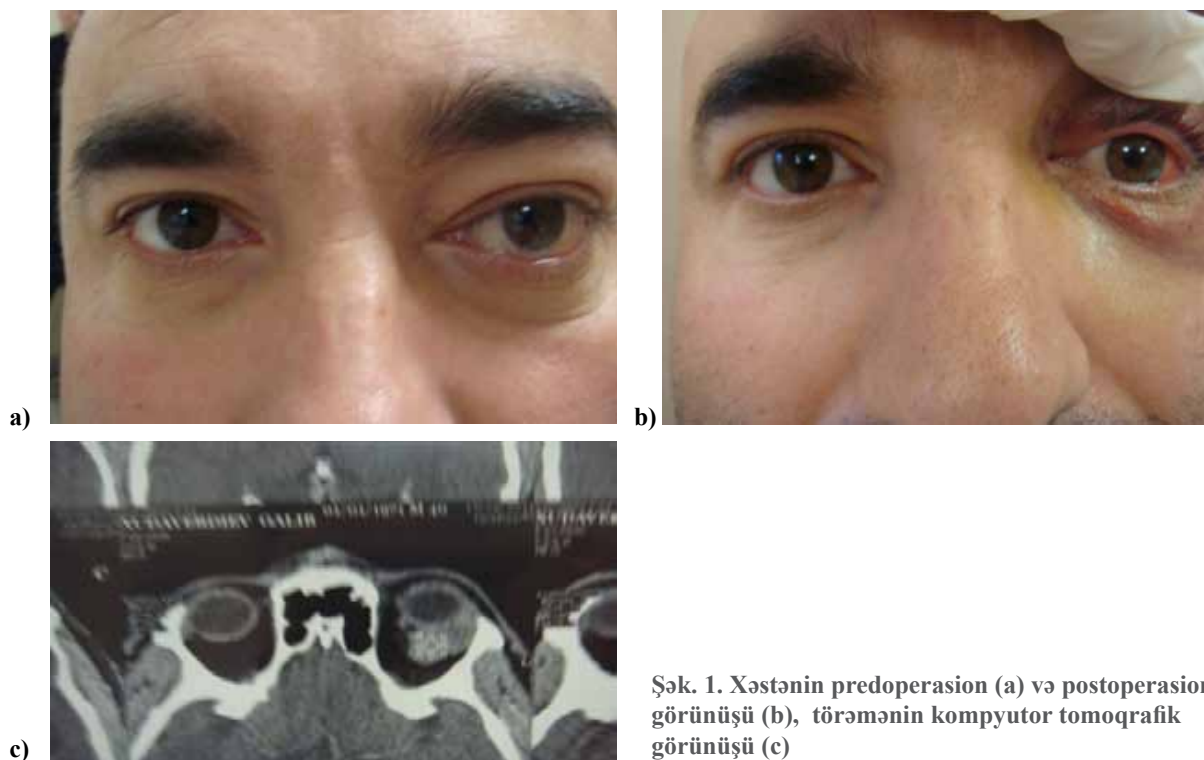 a)
b)
c)
Şək. 1. Xəstənin predoperasion (a) və postoperasion
görünüşü (b), törəmənin kompyutor tomoqrafik
görünüşü (c)